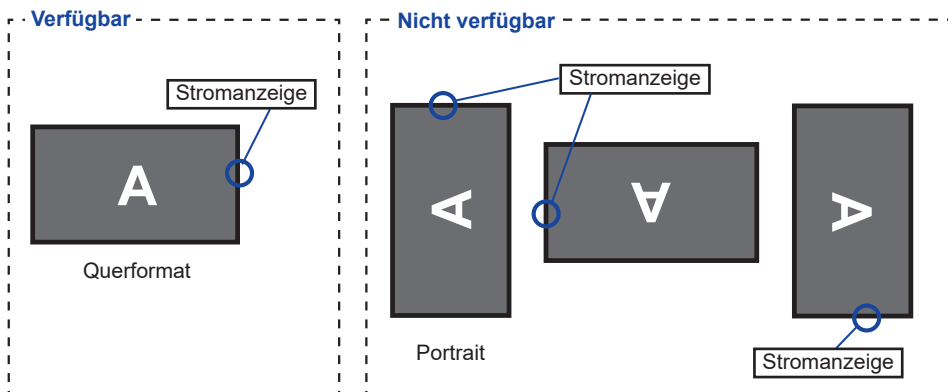 Verfügbar
Stromanzeige
A
Querformat
Nicht verfügbar
Stromanzeige
A
A
A
Portrait
Stromanzeige